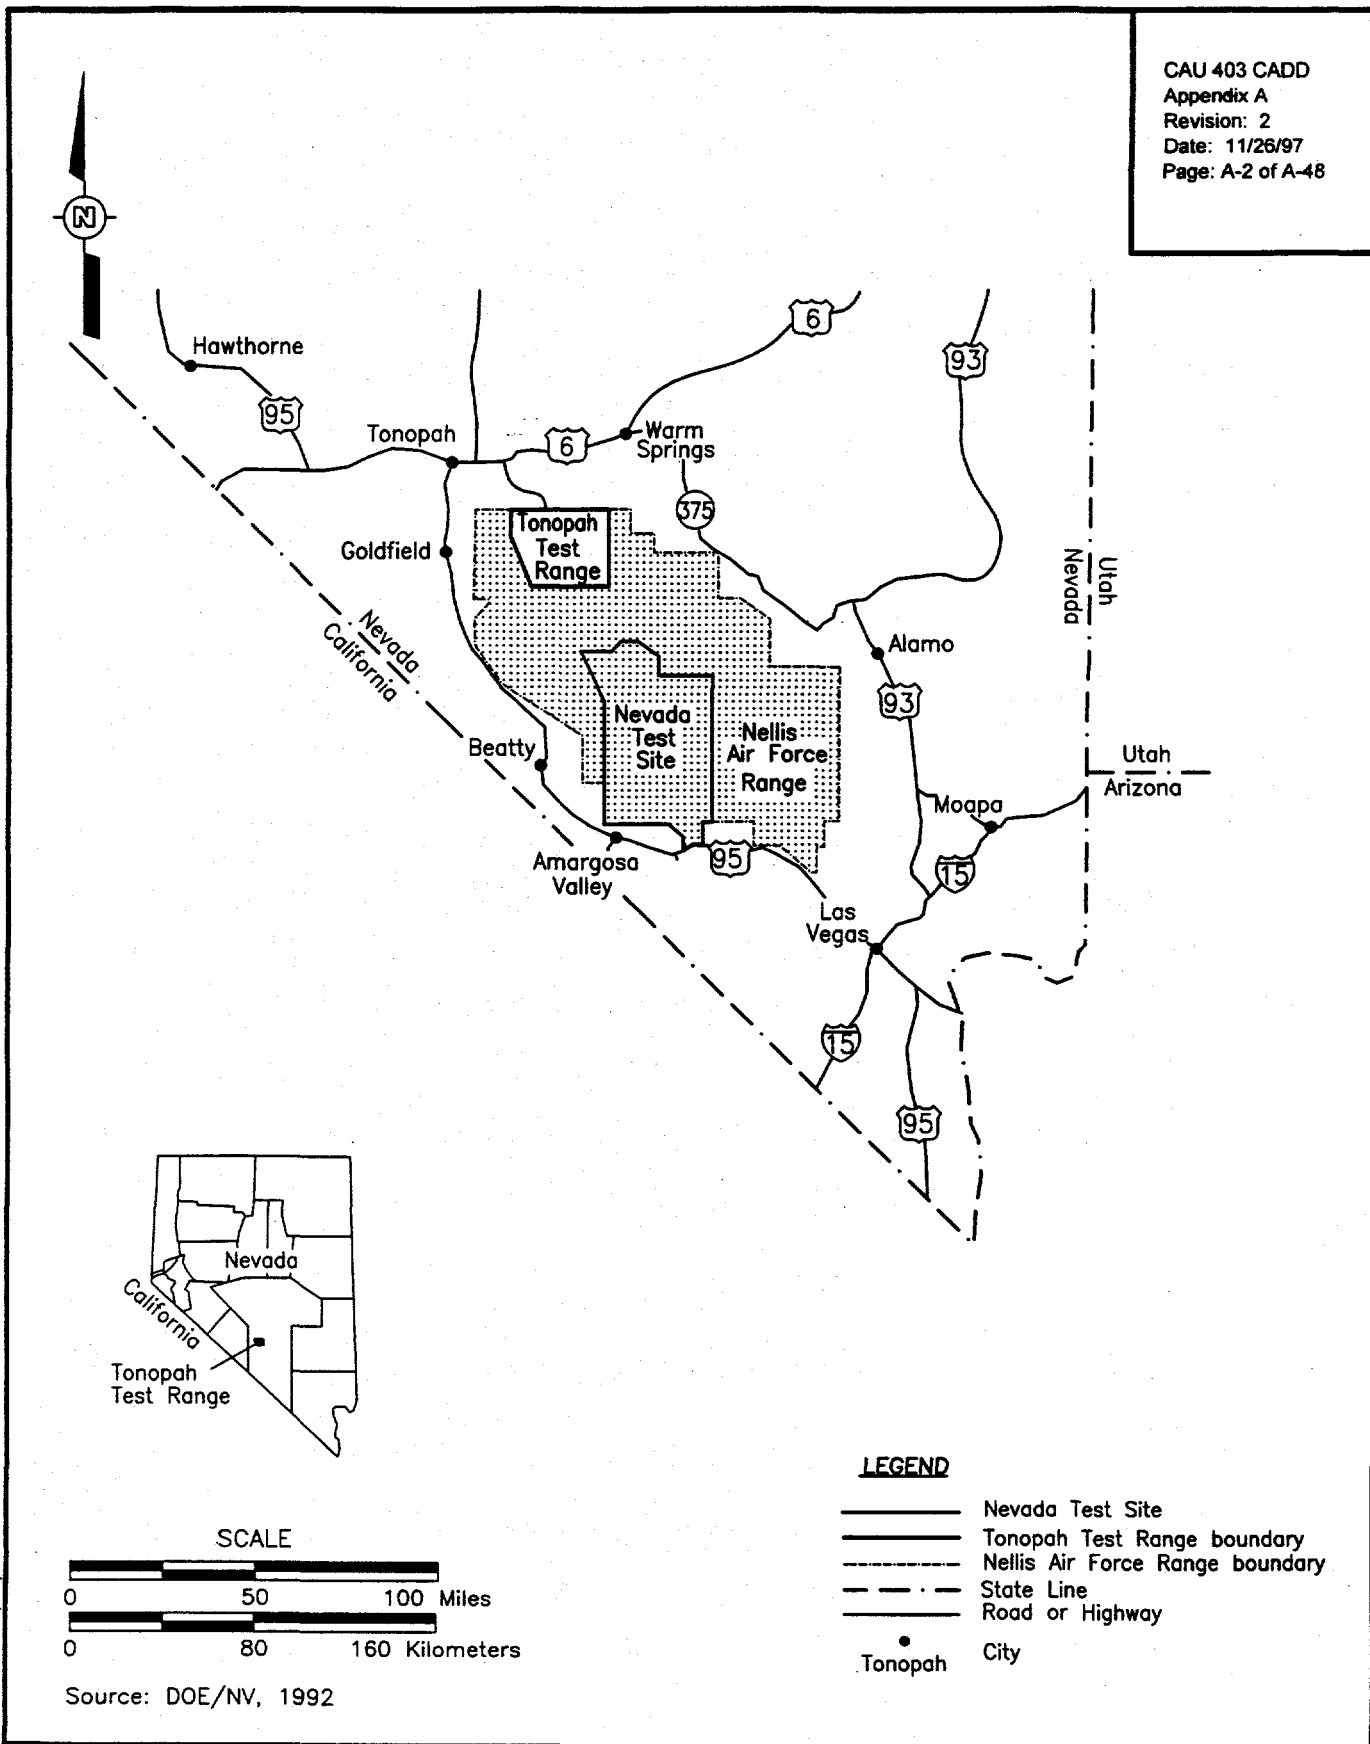 CAU 403 CADD
Appendix A
Revision: 2
Date: 11/26/97
Page: A-2 of A-48
N
6
93
Hawthorne
95
Tonopah
6
Warm
Springs
375
Tonopah
Test
Range
Goldfield
Utah
Nevada
Nevada
California
Alamo
93
Nevada
Test
Site
Nellis
Air Force
Range
Beatty
Utah
Arizona
Moapa
Amargosa
Valley
95
15
Las
Vegas
15
95
Nevada
California
Tonopah
Test Range
LEGEND
Nevada Test Site
Tonopah Test Range boundary
Nellis Air Force Range boundary
State Line
Road or Highway
Tonopah
City
SCALE
0 50 100 Miles
0 80 160 Kilometers
Source: DOE/NV, 1992